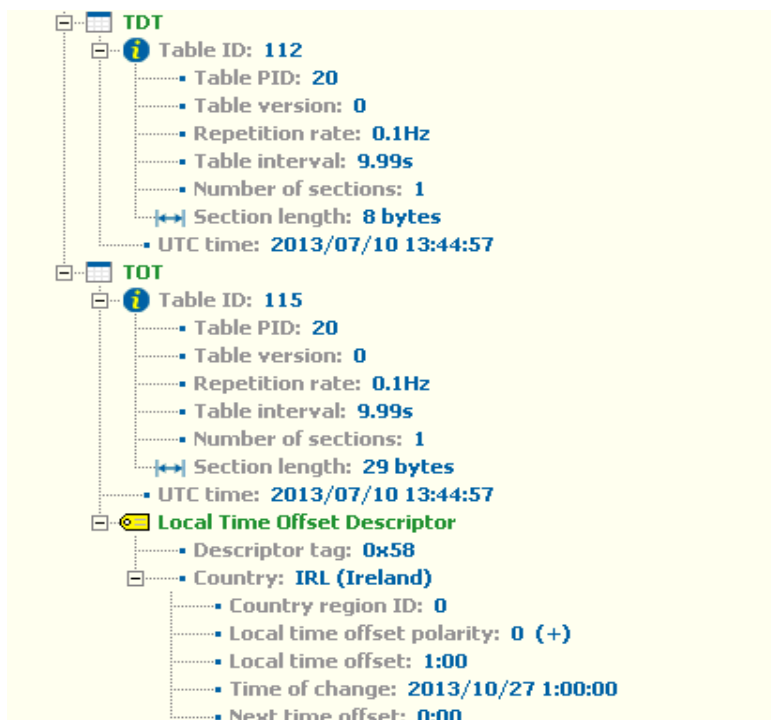 TDT
Table ID: 112
Table PID: 20
Table version: 0
Repetition rate: 0.1Hz
Table interval: 9.99s
Number of sections: 1
Section length: 8 bytes
UTC time: 2013/07/10 13:44:57
TOT
Table ID: 115
Table PID: 20
Table version: 0
Repetition rate: 0.1Hz
Table interval: 9.99s
Number of sections: 1
Section length: 29 bytes
UTC time: 2013/07/10 13:44:57
Local Time Offset Descriptor
Descriptor tag: 0x58
Country: IRL (Ireland)
Country region ID: 0
Local time offset polarity: 0 (+)
Local time offset: 1:00
Time of change: 2013/10/27 1:00:00
Next time offset: 0:00